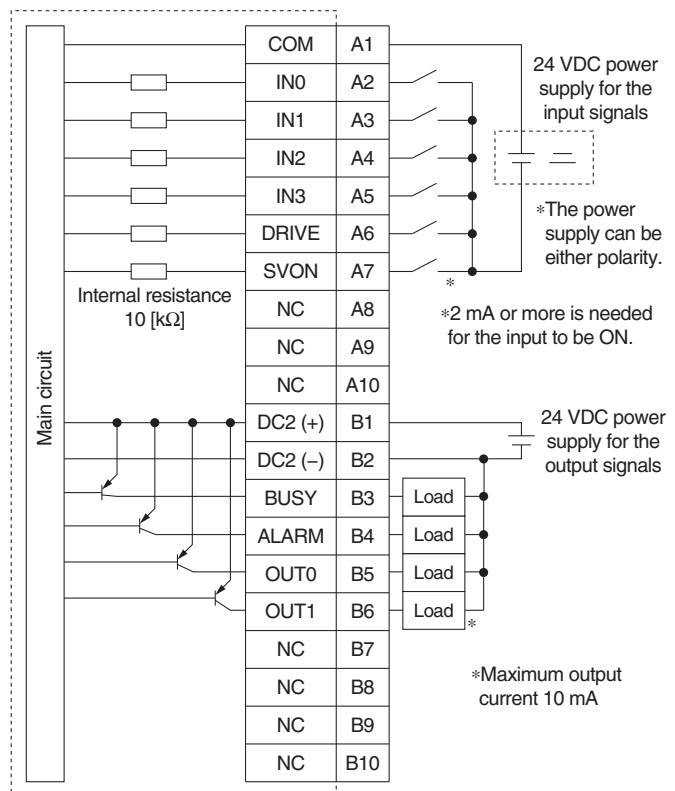 COM A1
IN0 A2
IN1 A3
IN2 A4
IN3 A5
DRIVE A6
SVON A7
NC A8
NC A9
NC A10
DC2 (+) B1
DC2 (−) B2
BUSY B3
ALARM B4
OUT0 B5
OUT1 B6
NC B7
NC B8
NC B9
NC B10
Main circuit
Internal resistance
10 [kΩ]
24 VDC power
supply for the
input signals
*The power
supply can be
either polarity.
*
*2 mA or more is needed
for the input to be ON.
24 VDC power
supply for the
output signals
Load
Load
Load
Load
*
*Maximum output
current 10 mA